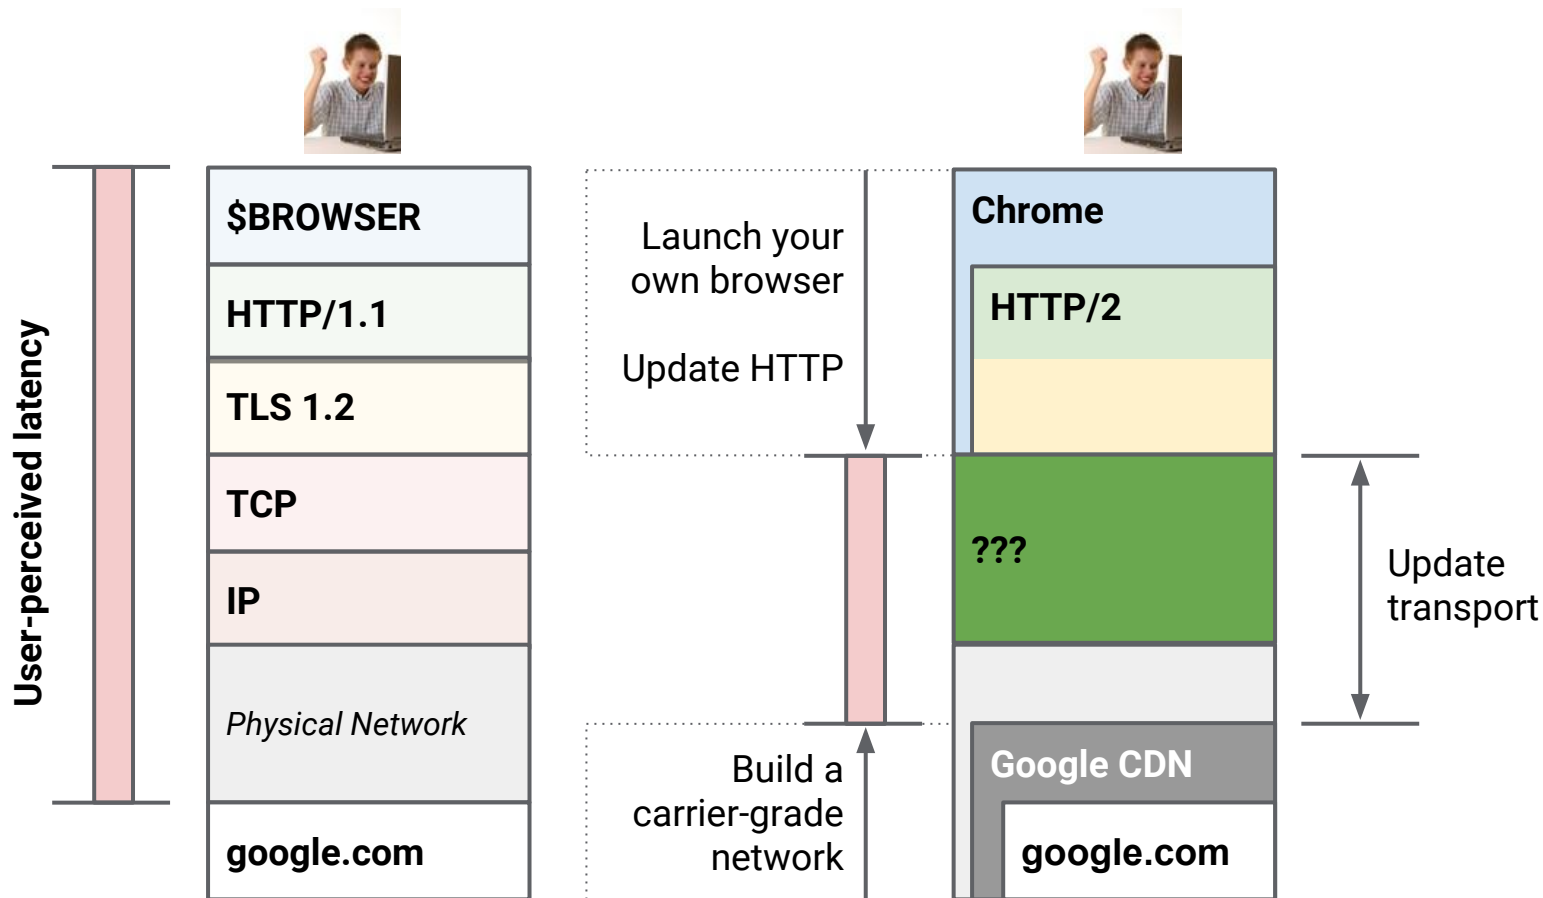 User-perceived latency
$BROWSER
HTTP/1.1
TLS 1.2
TCP
IP
Physical Network
google.com
Launch your
own browser
Update HTTP
Build a
carrier-grade
network
Chrome
HTTP/2
???
Google CDN
google.com
Update
transport